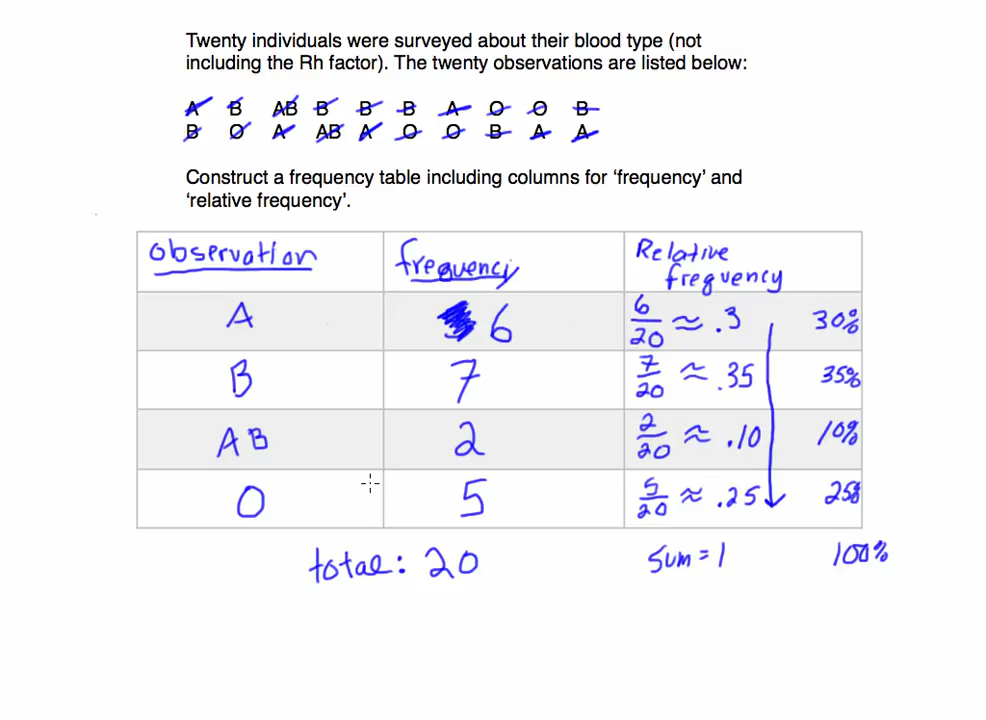 Twenty individuals were surveyed about their blood type (not
including the Rh factor). The twenty observations are listed below:
A B AB B B B A O O B
B O A AB A O O B A A
Construct a frequency table including columns for ‘frequency’ and
‘relative frequency’.
Observation frequency Relative frequency
A 6 6/20 ≈ .3 30%
B 7 7/20 ≈ .35 35%
AB 2 2/20 ≈ .10 10%
O 5 5/20 ≈ .25 25%
total: 20 Sum = 1 100%